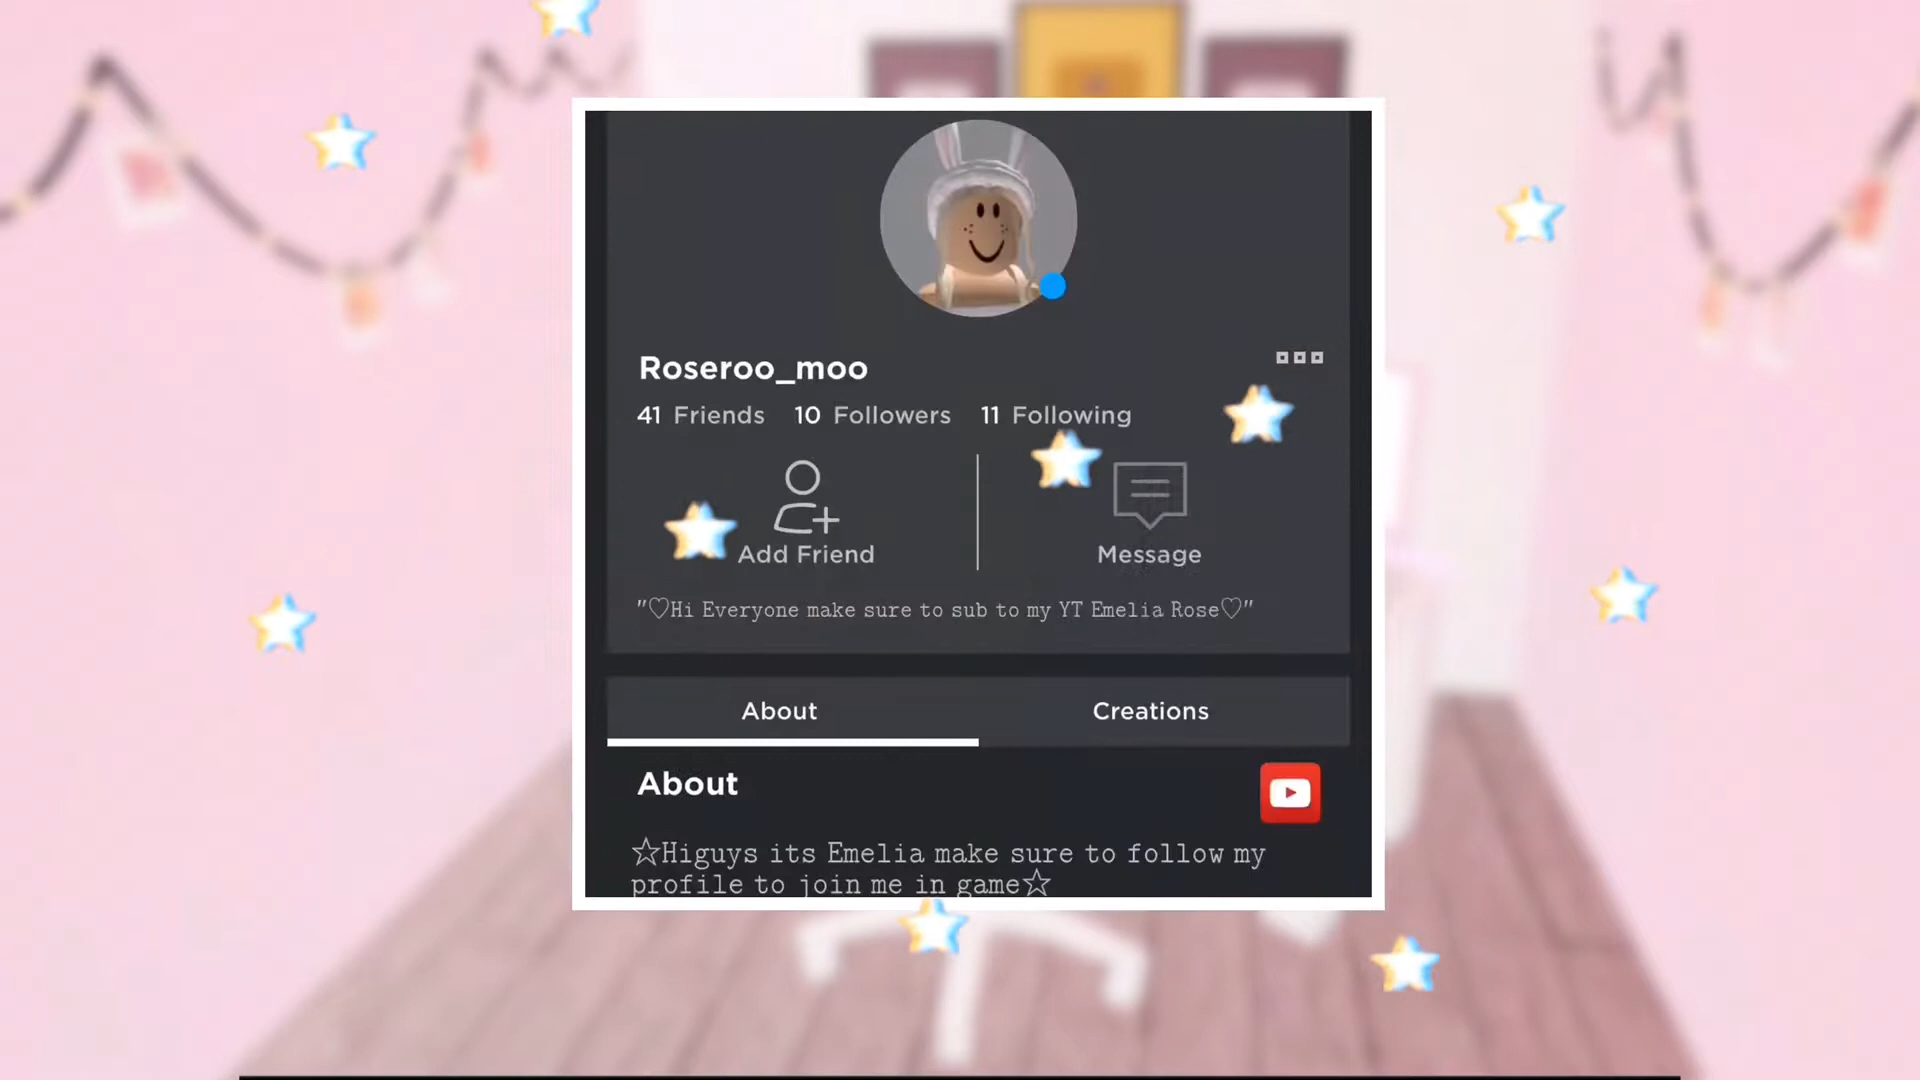 Roseroo_moo
41 Friends 10 Followers 11 Following
Add Friend Message
"♡Hi Everyone make sure to sub to my YT Emelia Rose♡"
About Creations
About
☆Higuys its Emelia make sure to follow my
profile to join me in game☆